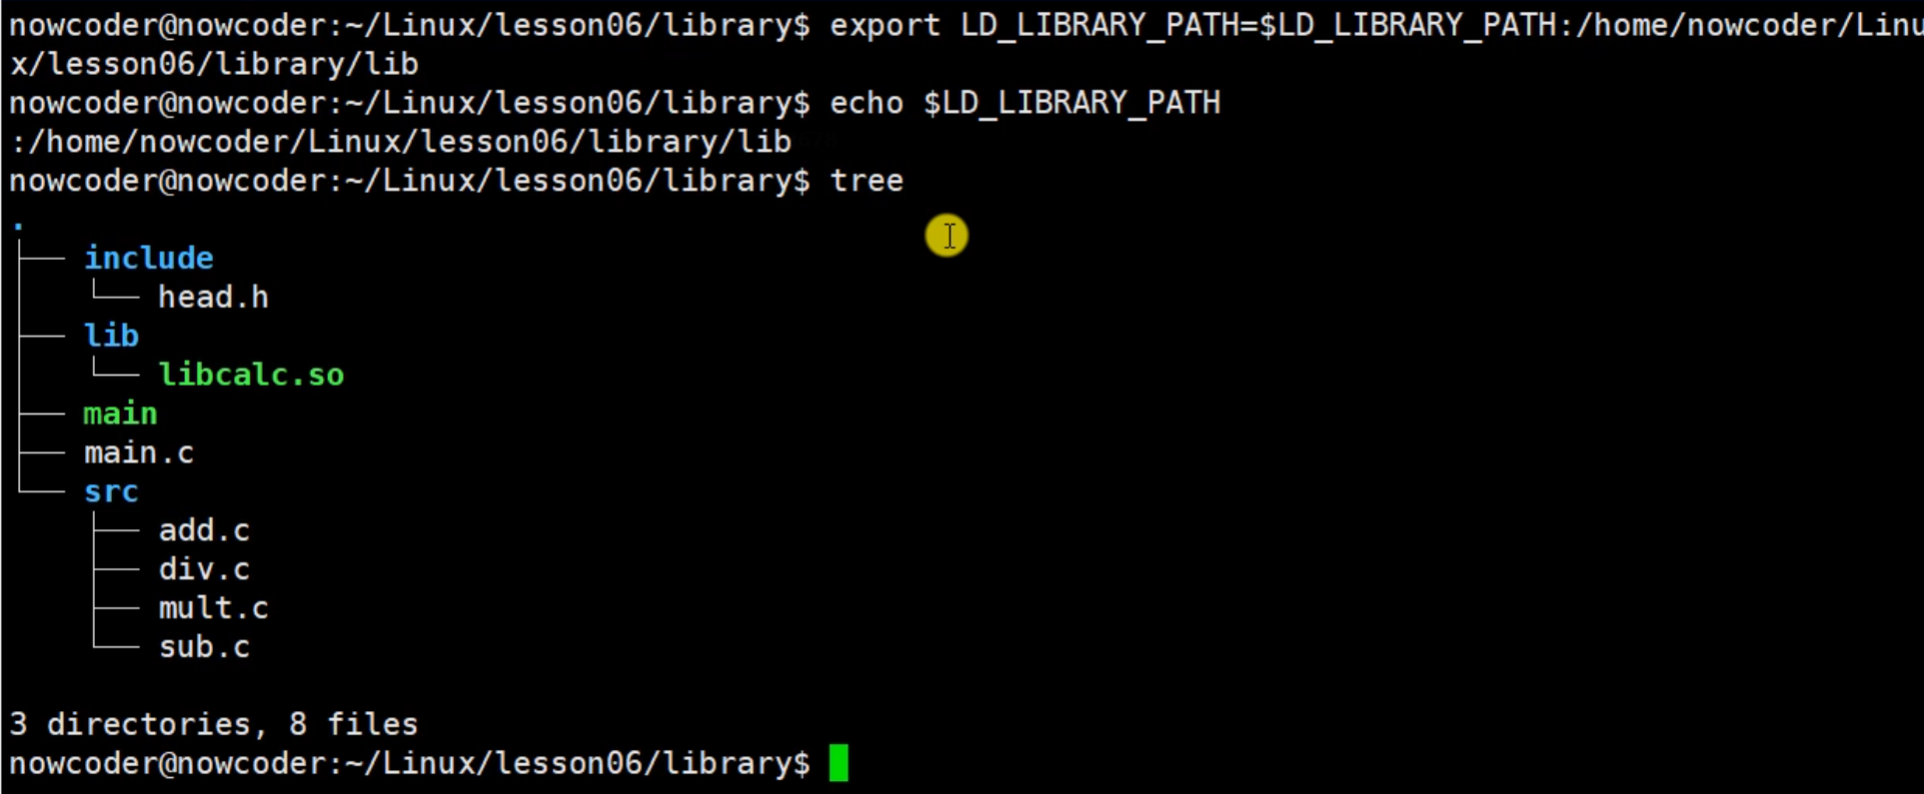 nowcoder@nowcoder:~/Linux/lesson06/library$ export LD_LIBRARY_PATH=$LD_LIBRARY_PATH:/home/nowcoder/Linu
x/lesson06/library/lib
nowcoder@nowcoder:~/Linux/lesson06/library$ echo $LD_LIBRARY_PATH
:/home/nowcoder/Linux/lesson06/library/lib
nowcoder@nowcoder:~/Linux/lesson06/library$ tree
.
├── include
│   └── head.h
├── lib
│   └── libcalc.so
├── main
├── main.c
└── src
    ├── add.c
    ├── div.c
    ├── mult.c
    └── sub.c
3 directories, 8 files
nowcoder@nowcoder:~/Linux/lesson06/library$